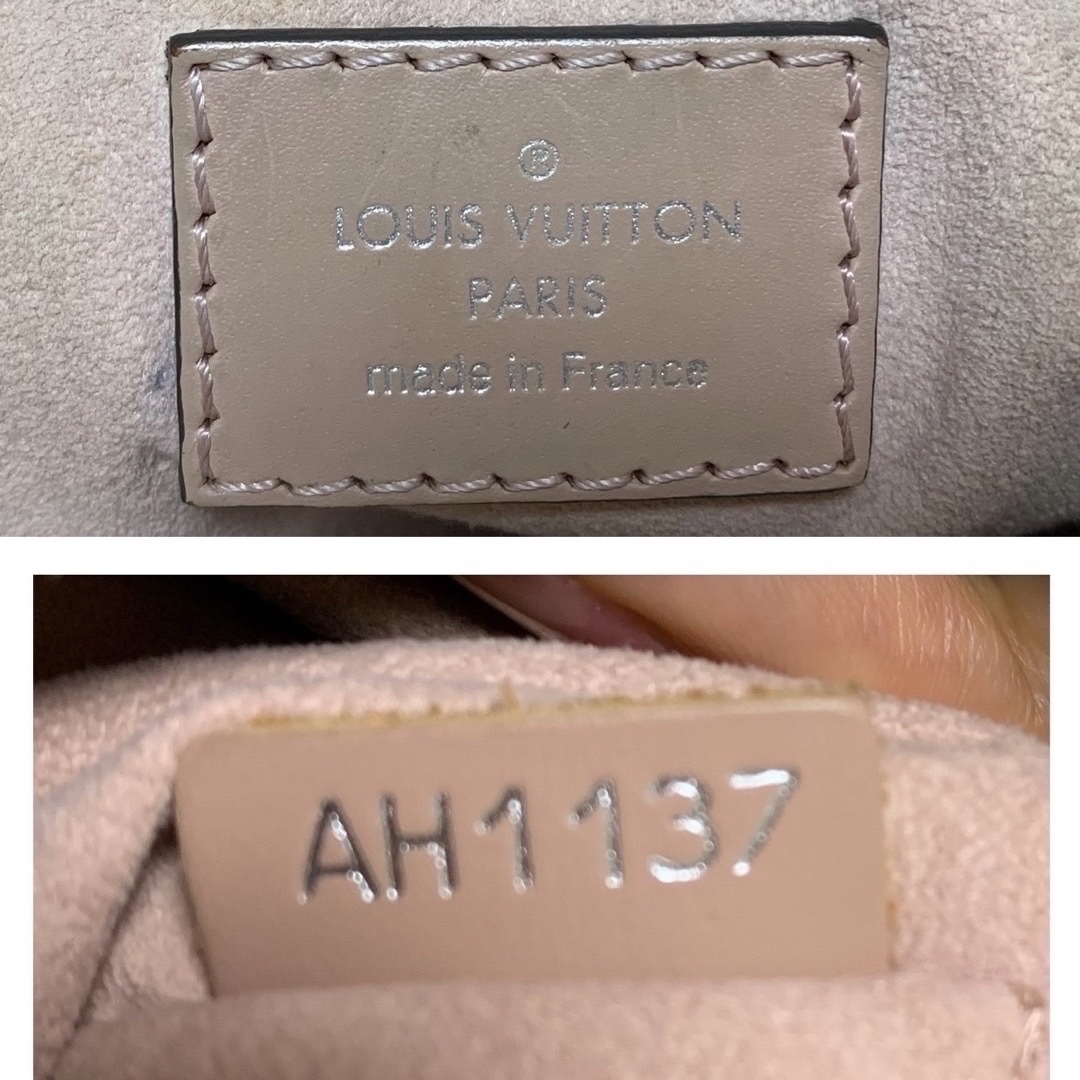 ®
LOUIS VUITTON
PARIS
made in France
AH1137